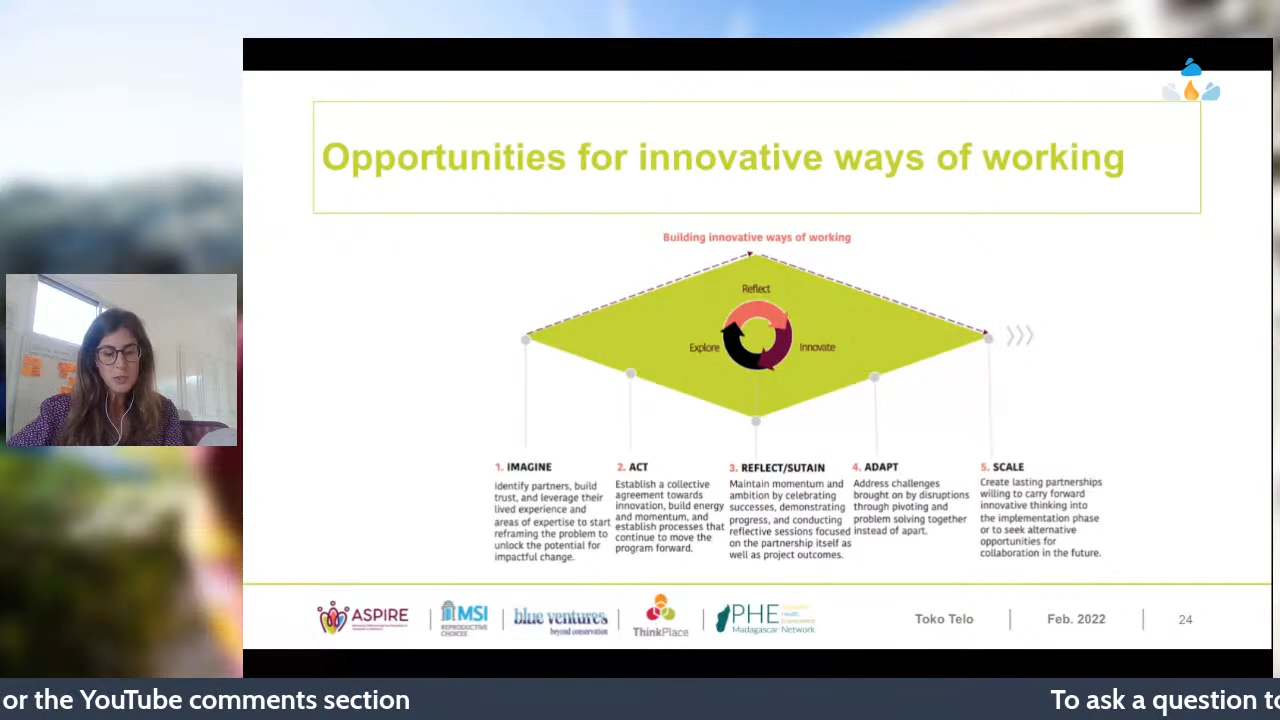 Opportunities for innovative ways of working
Building innovative ways of working
Reflect
Explore
Innovate
1. IMAGINE
Identify partners, build
trust, and leverage their
lived experience and
areas of expertise to start
reframing the problem to
unlock the potential for
impactful change.
2. ACT
Establish a collective
agreement towards
innovation, build energy
and momentum, and
establish processes that
continue to move the
program forward.
3. REFLECT/SUTAIN
Maintain momentum and
ambition by celebrating
successes, demonstrating
progress, and conducting
reflective sessions focused
on the partnership itself as
well as project outcomes.
4. ADAPT
Address challenges
brought on by disruptions
through pivoting and
problem solving together
instead of apart.
5. SCALE
Create lasting partnerships
willing to carry forward
innovative thinking into
the implementation phase
or to seek alternative
opportunities for
collaboration in the future.
ASPIRE
MSI
REPRODUCTIVE
CHOICES
blue ventures
beyond conservation
ThinkPlace
PHE
Madagascar Network
Toko Telo
Feb. 2022
24
or the YouTube comments section
To ask a question to